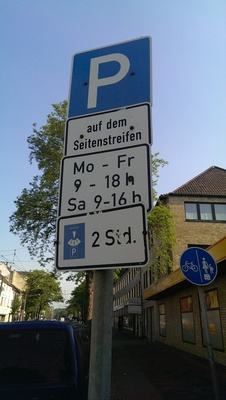 P
auf dem
Seitenstreifen
Mo - Fr
9 - 18 h
Sa 9-16 h
P
2 Std.